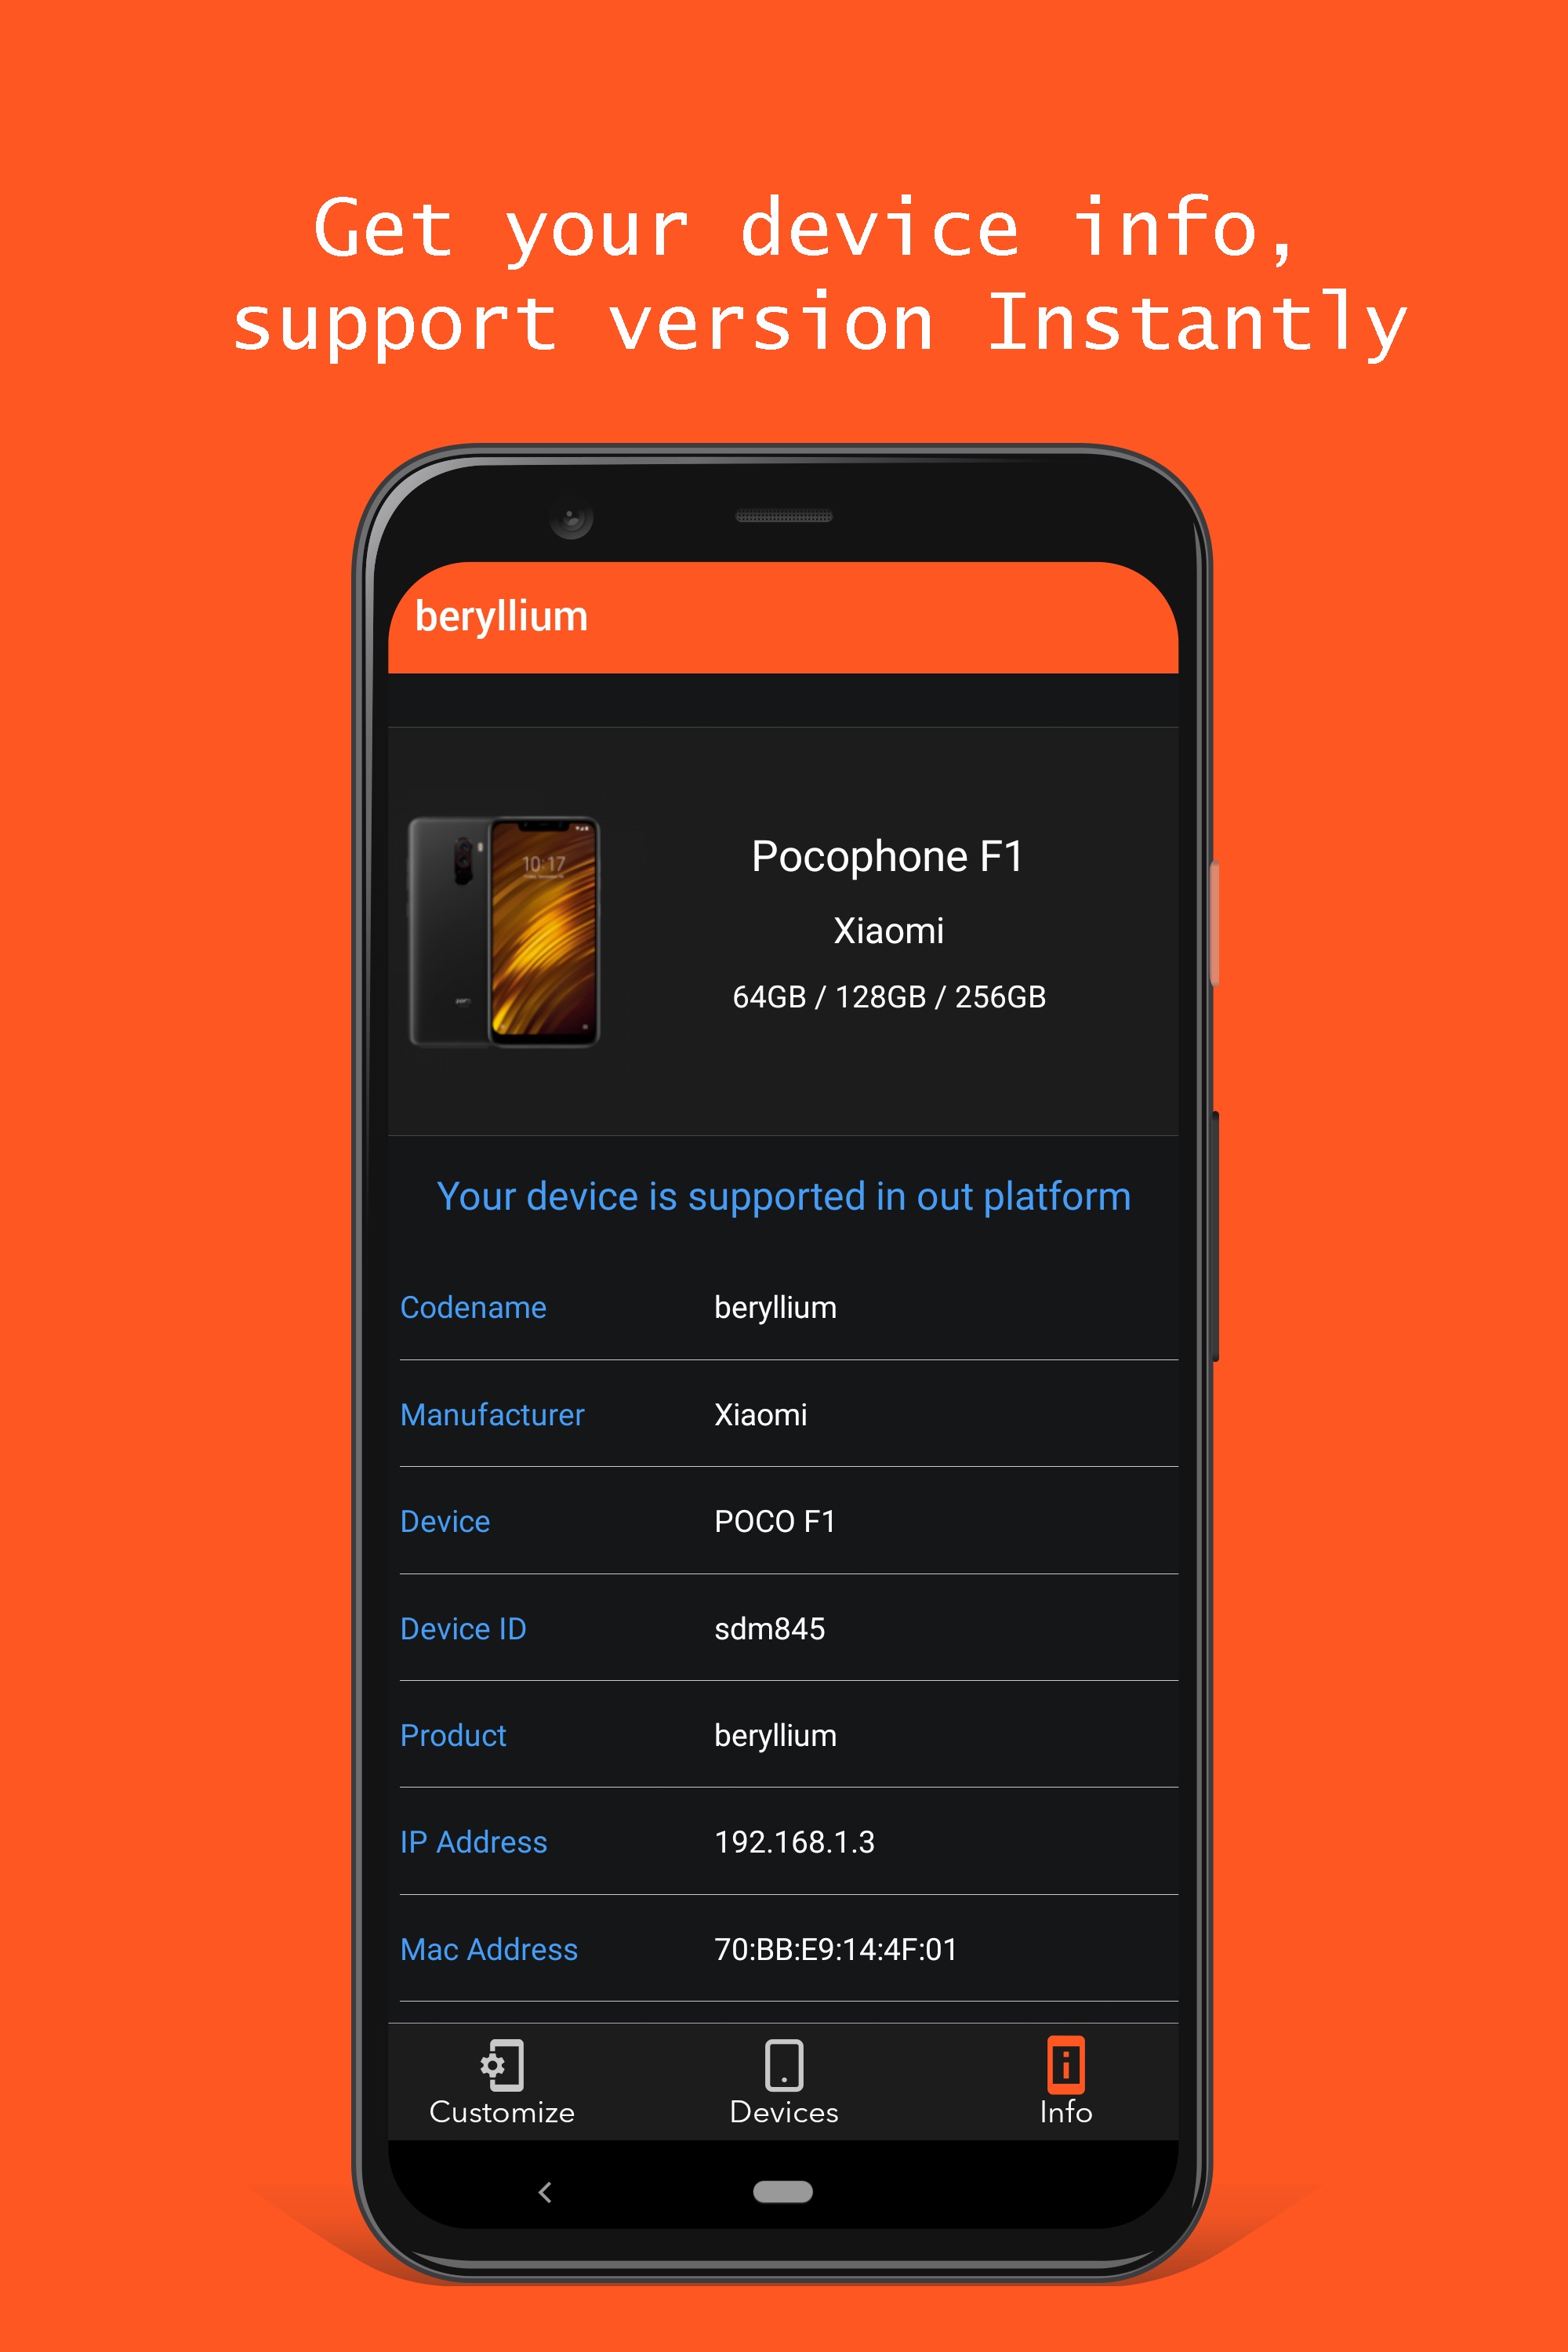 Get your device info,
support version Instantly
beryllium
10:17
Pocophone F1
Xiaomi
64GB / 128GB / 256GB
Your device is supported in out platform
Codename beryllium
Manufacturer Xiaomi
Device POCO F1
Device ID sdm845
Product beryllium
IP Address 192.168.1.3
Mac Address 70:BB:E9:14:4F:01
Customize Devices Info